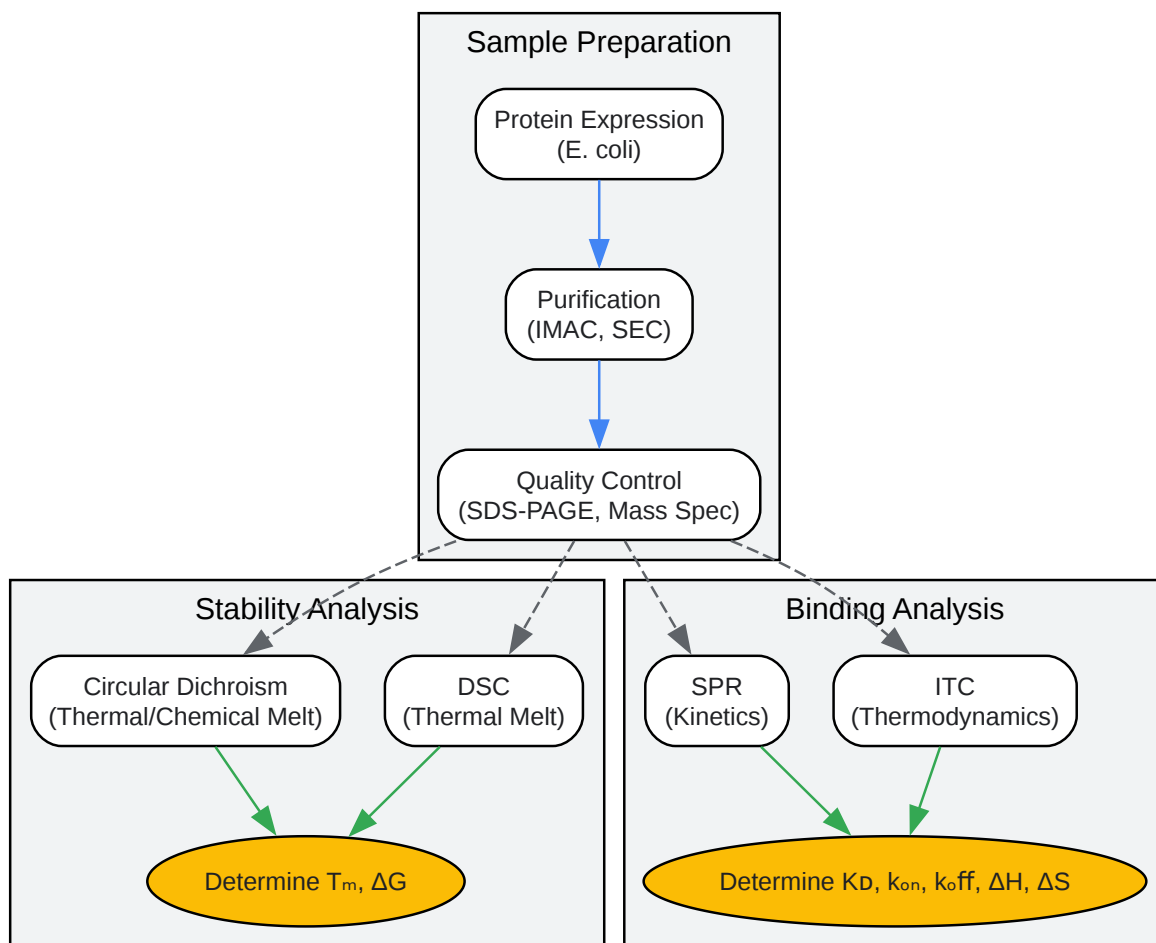 Sample Preparation
Protein Expression
(E. coli)
Purification
(IMAC, SEC)
Quality Control
(SDS-PAGE, Mass Spec)
Stability Analysis
Circular Dichroism
(Thermal/Chemical Melt)
DSC
(Thermal Melt)
Determine Tₘ, ΔG
Binding Analysis
SPR
(Kinetics)
ITC
(Thermodynamics)
Determine Kᴅ, kₒₙ, kₒff, ΔH, ΔS